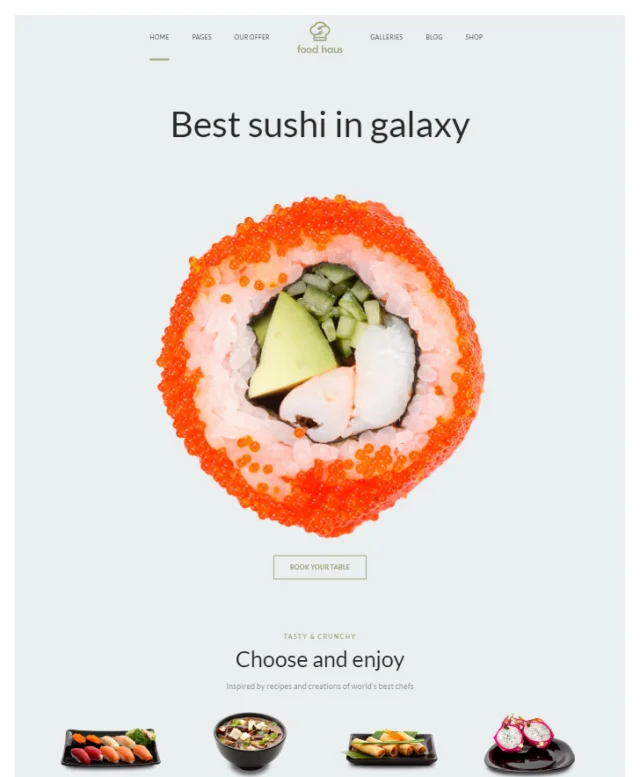 HOME PAGES OUR OFFER food haus GALLERIES BLOG SHOP
Best sushi in galaxy
BOOK YOUR TABLE
TASTY & CRUNCHY
Choose and enjoy
Inspired by recipes and creations of world's best chefs